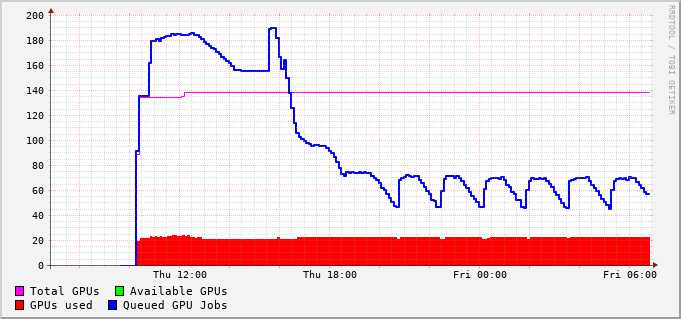 200
180
160
140
120
100
80
60
40
20
0
Thu 12:00 Thu 18:00 Fri 00:00 Fri 06:00
Total GPUs Available GPUs
GPUs used Queued GPU Jobs
RRDTOOL / TOBI OETIKER